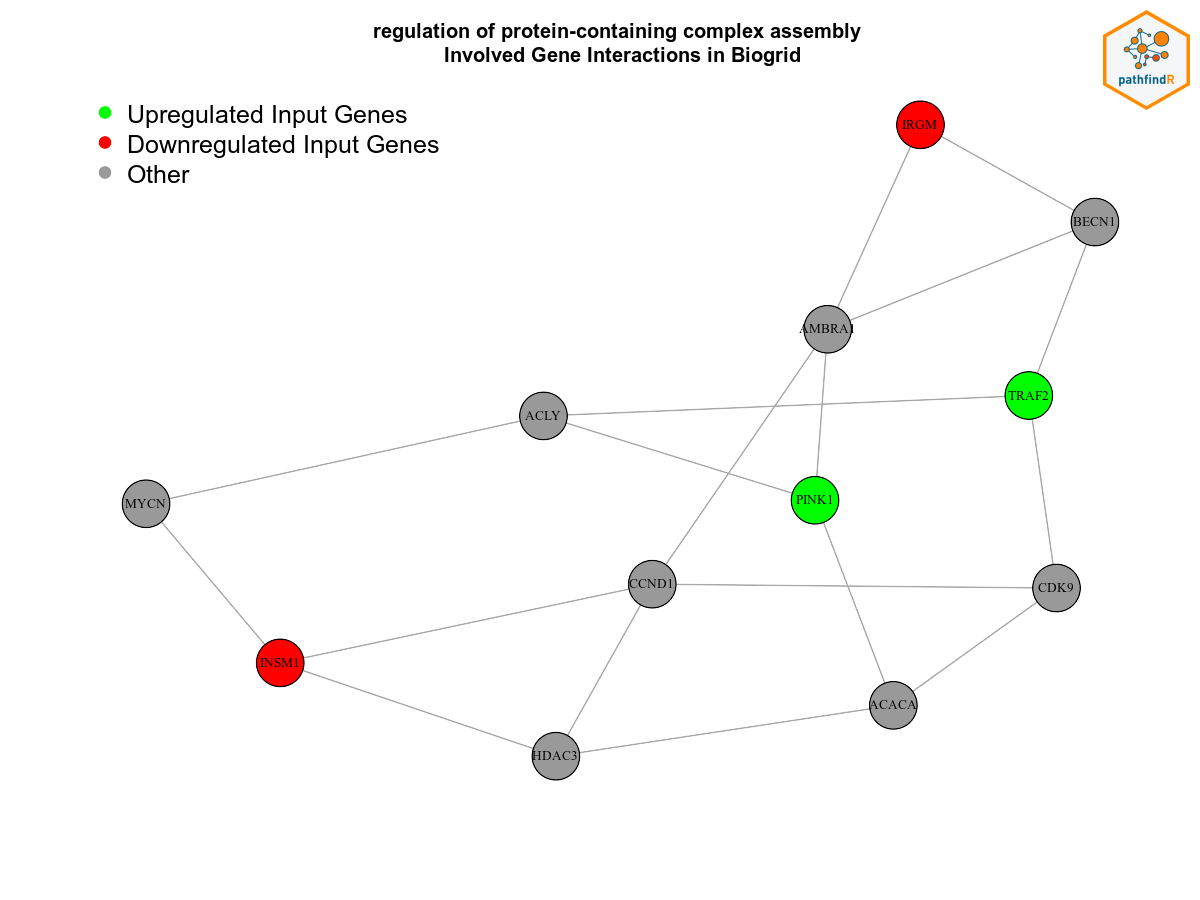 regulation of protein-containing complex assembly
Involved Gene Interactions in Biogrid
pathfindR
Upregulated Input Genes
Downregulated Input Genes
Other
IRGM
BECN1
AMBRA1
TRAF2
ACLY
PINK1
MYCN
CCND1
CDK9
INSM1
ACACA
HDAC3